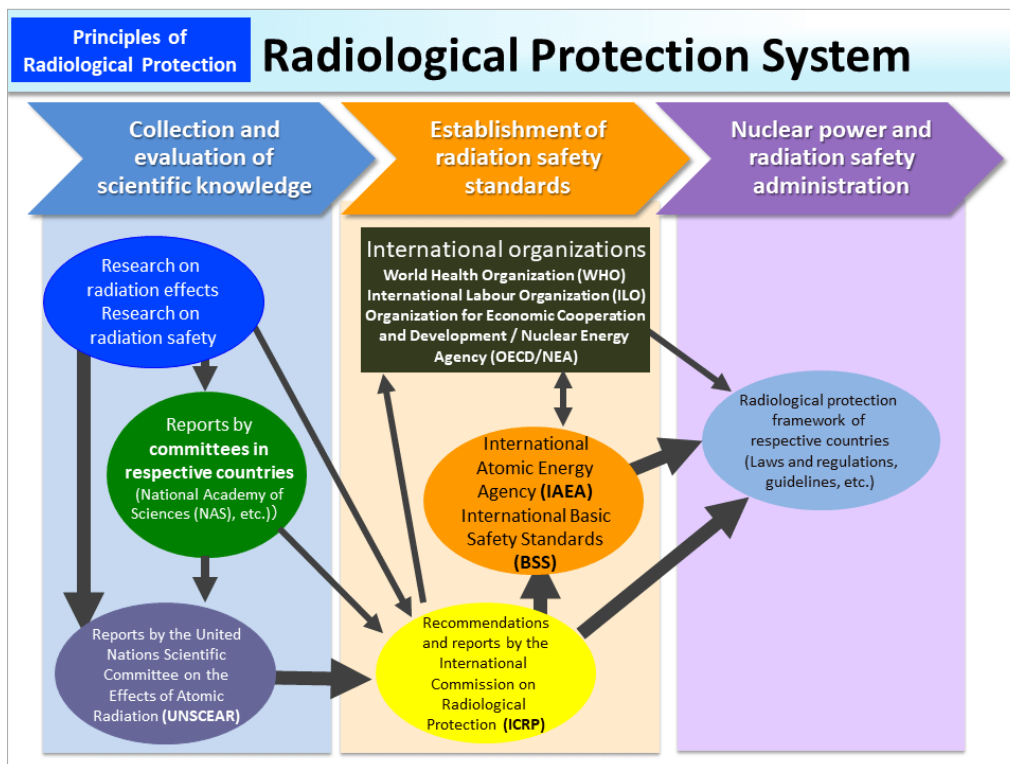 Principles of
Radiological Protection
Radiological Protection System
Collection and
evaluation of
scientific knowledge
Establishment of
radiation safety
standards
Nuclear power and
radiation safety
administration
Research on
radiation effects
Research on
radiation safety
Reports by
committees in
respective countries
(National Academy of
Sciences (NAS), etc.))
Reports by the United
Nations Scientific
Committee on the
Effects of Atomic
Radiation (UNSCEAR)
International organizations
World Health Organization (WHO)
International Labour Organization (ILO)
Organization for Economic Cooperation
and Development / Nuclear Energy
Agency (OECD/NEA)
International
Atomic Energy
Agency (IAEA)
International Basic
Safety Standards
(BSS)
Recommendations
and reports by the
International
Commission on
Radiological
Protection (ICRP)
Radiological protection
framework of
respective countries
(Laws and regulations,
guidelines, etc.)